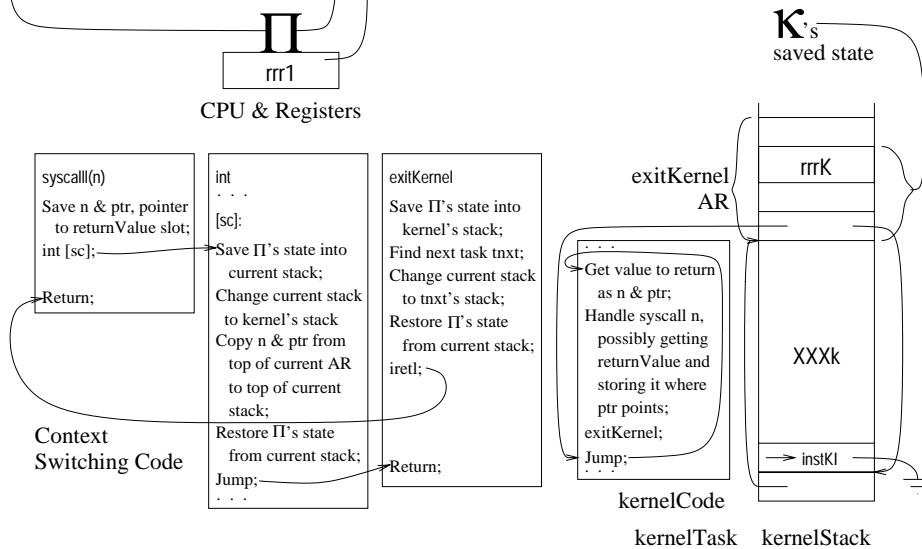 Π
rrr1
CPU & Registers
K's
saved state
syscalll(n)
Save n & ptr, pointer
to returnValue slot;
int [sc];
Return;
Context
Switching Code
int
. . .
[sc]:
Save Π's state into
current stack;
Change current stack
to kernel's stack
Copy n & ptr from
top of current AR
to top of current
stack;
Restore Π's state
from current stack;
Jump;
. . .
exitKernel
Save Π's state into
kernel's stack;
Find next task tnxt;
Change current stack
to tnxt's stack;
Restore Π's state
from current stack;
iretl;
Return;
exitKernel
AR
. . .
Get value to return
as n & ptr;
Handle syscall n,
possibly getting
returnValue and
storing it where
ptr points;
exitKernel;
Jump;
. . .
kernelCode
kernelTask
rrrK
XXXk
instKI
kernelStack